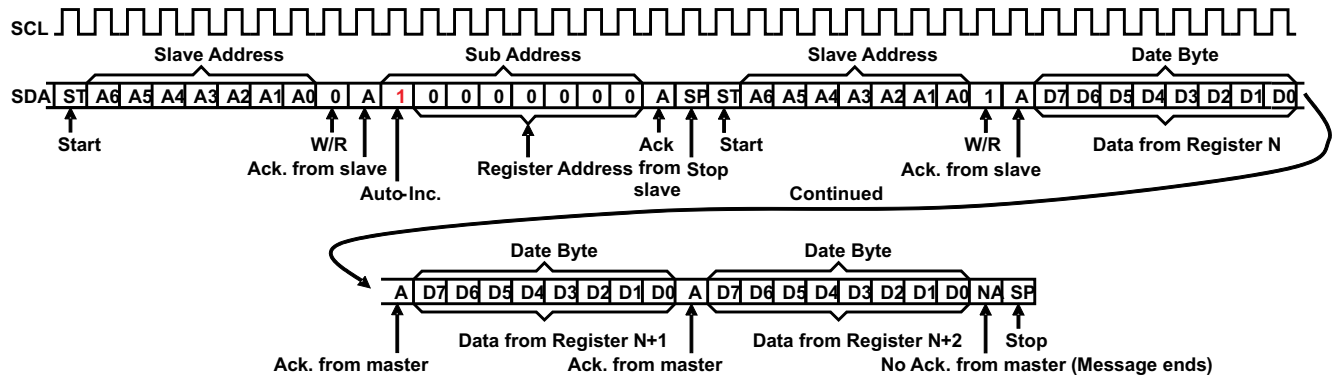 SCL
Slave Address Sub Address Slave Address Date Byte
SDA ST A6 A5 A4 A3 A2 A1 A0 0 A 1 0 0 0 0 0 0 0 A SP ST A6 A5 A4 A3 A2 A1 A0 1 A D7 D6 D5 D4 D3 D2 D1 D0
Start W/R Register Address Ack from slave Stop Start W/R Data from Register N
Ack. from slave Ack. from slave
Auto-Inc. Continued
Date Byte Date Byte
A D7 D6 D5 D4 D3 D2 D1 D0 A D7 D6 D5 D4 D3 D2 D1 D0 NA SP
Data from Register N+1 Data from Register N+2 Stop
Ack. from master Ack. from master No Ack. from master (Message ends)